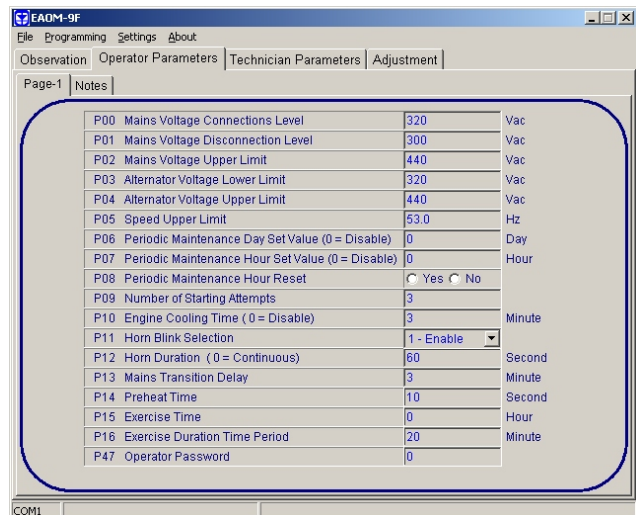 EAOM-9F
File Programming Settings About
Observation Operator Parameters Technician Parameters Adjustment
Page-1 Notes
P00 Mains Voltage Connections Level 320 Vac
P01 Mains Voltage Disconnection Level 300 Vac
P02 Mains Voltage Upper Limit 440 Vac
P03 Alternator Voltage Lower Limit 320 Vac
P04 Alternator Voltage Upper Limit 440 Vac
P05 Speed Upper Limit 53.0 Hz
P06 Periodic Maintenance Day Set Value (0 = Disable) 0 Day
P07 Periodic Maintenance Hour Set Value (0 = Disable) 0 Hour
P08 Periodic Maintenance Hour Reset Yes No
P09 Number of Starting Attempts 3
P10 Engine Cooling Time ( 0 = Disable) 3 Minute
P11 Horn Blink Selection 1 - Enable
P12 Horn Duration ( 0 = Continuous) 60 Second
P13 Mains Transition Delay 3 Minute
P14 Preheat Time 10 Second
P15 Exercise Time 0 Hour
P16 Exercise Duration Time Period 20 Minute
P47 Operator Password 0
COM1